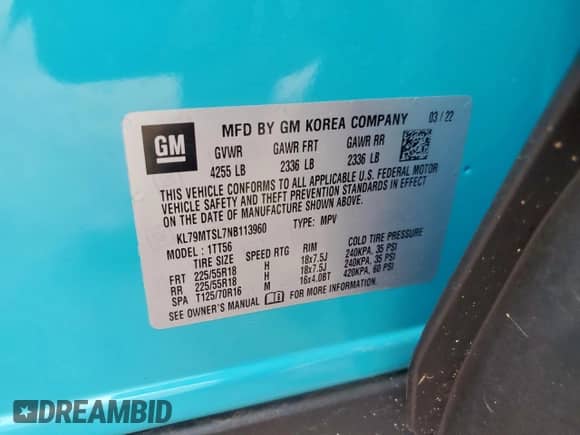 GM
MFD BY GM KOREA COMPANY 03 / 22
GVWR GAWR FRT GAWR RR
4255 LB 2336 LB 2336 LB
THIS VEHICLE CONFORMS TO ALL APPLICABLE U.S. FEDERAL MOTOR
VEHICLE SAFETY AND THEFT PREVENTION STANDARDS IN EFFECT
ON THE DATE OF MANUFACTURE SHOWN ABOVE.
KL79MTSL7NB113960 TYPE: MPV
MODEL: 1TT56
TIRE SIZE SPEED RTG RIM COLD TIRE PRESSURE
FRT 225/55R18 H 18x7.5J 240KPA, 35 PSI
RR 225/55R18 H 18x7.5J 240KPA, 35 PSI
SPA T125/70R16 M 16x4.0BT 420KPA, 60 PSI
SEE OWNER'S MANUAL FOR MORE INFORMATION.
DREAMBID